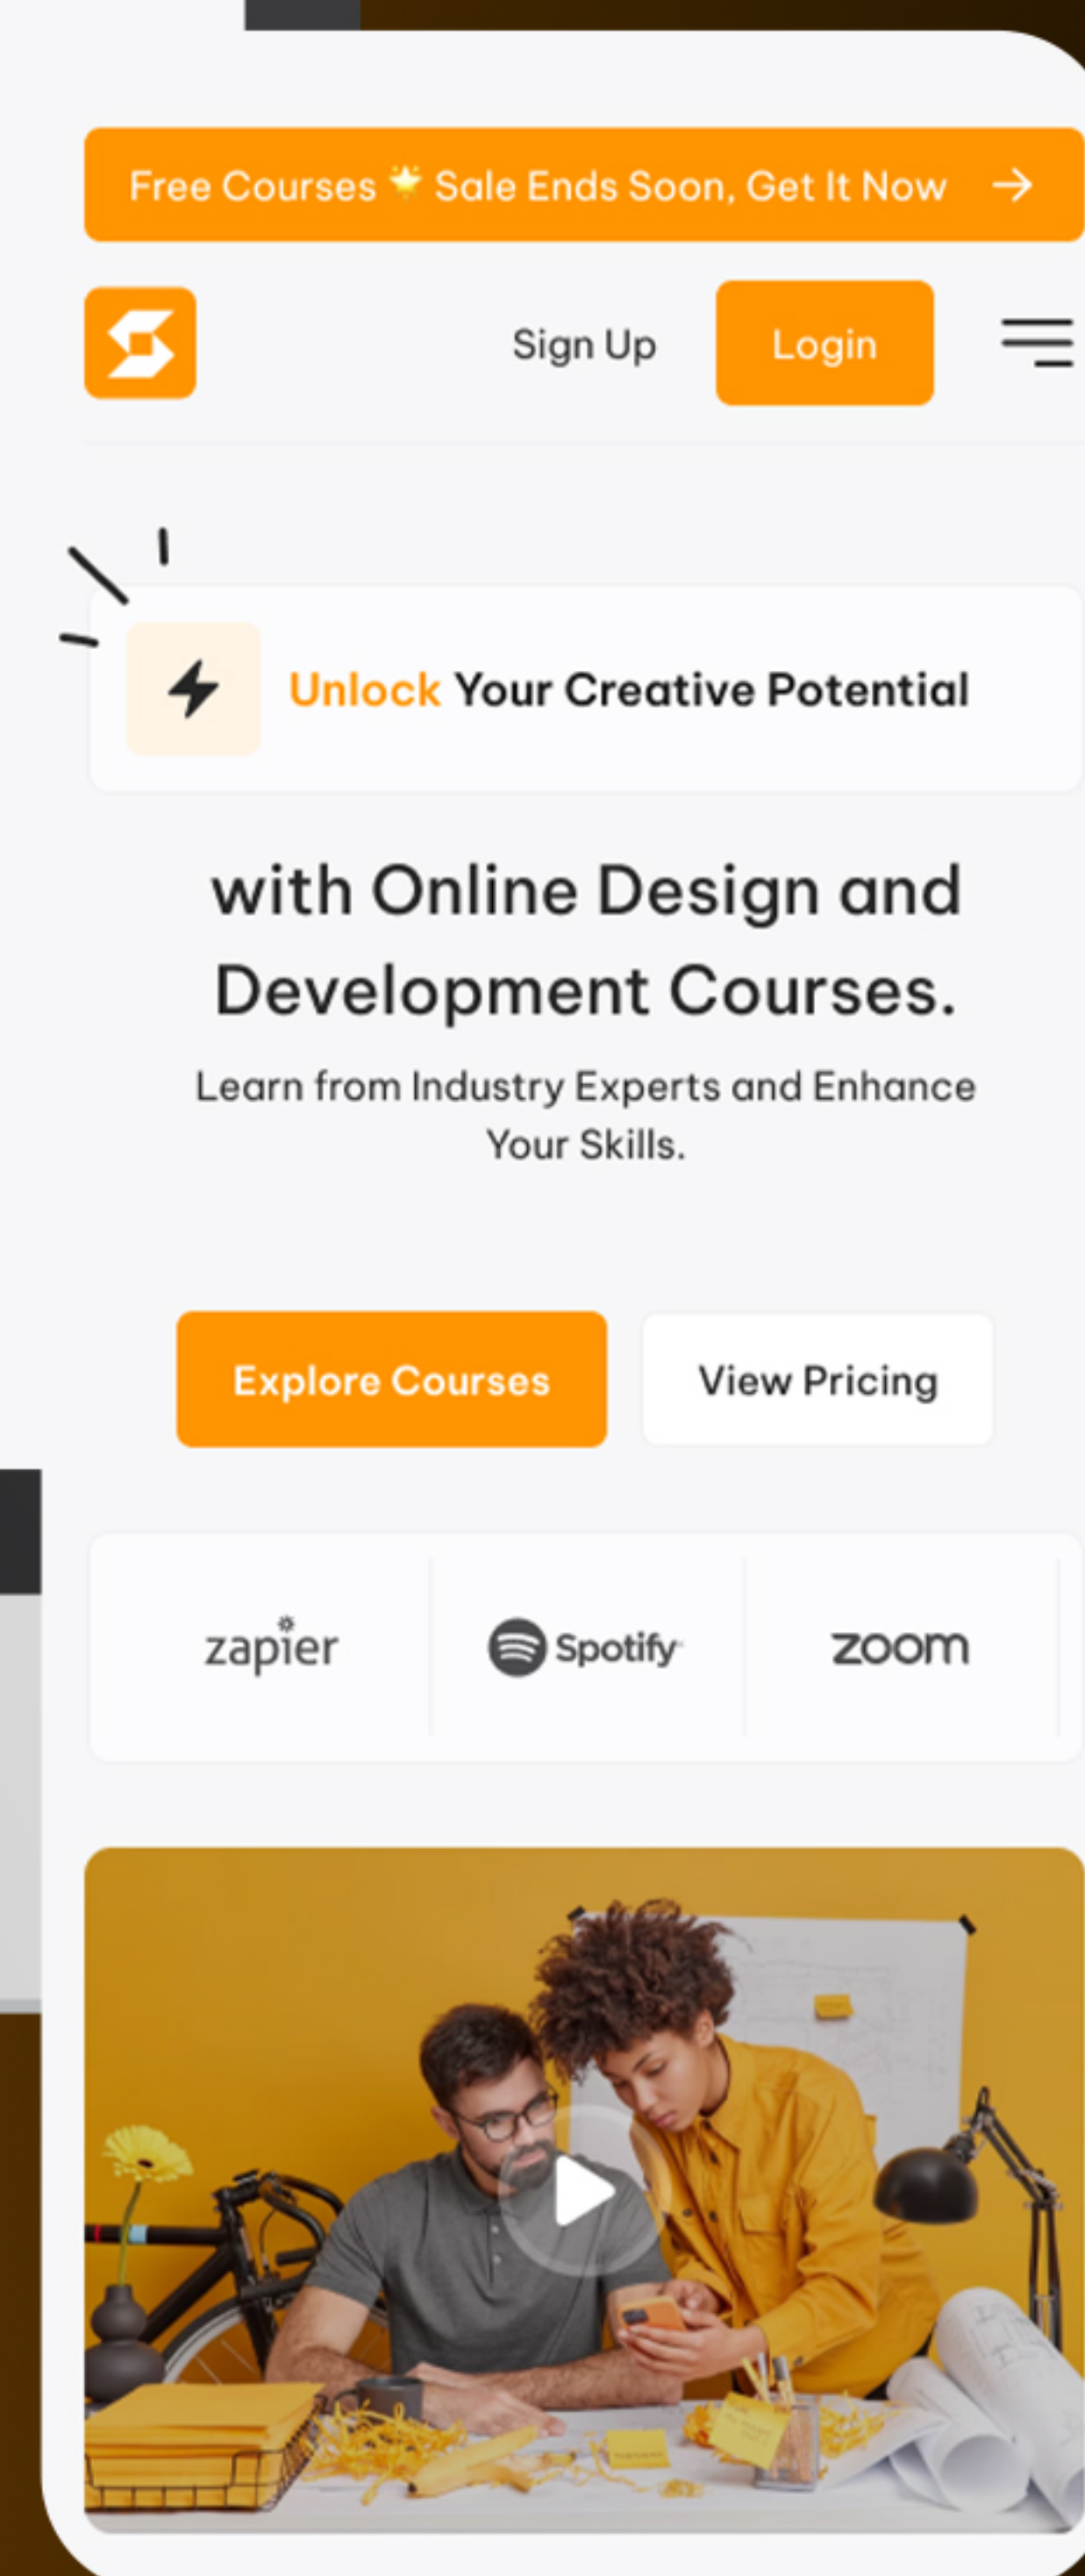 Free Courses 🌟 Sale Ends Soon, Get It Now
Sign Up
Login
Unlock Your Creative Potential
with Online Design and
Development Courses.
Learn from Industry Experts and Enhance
Your Skills.
Explore Courses
View Pricing
zapier
Spotify
zoom